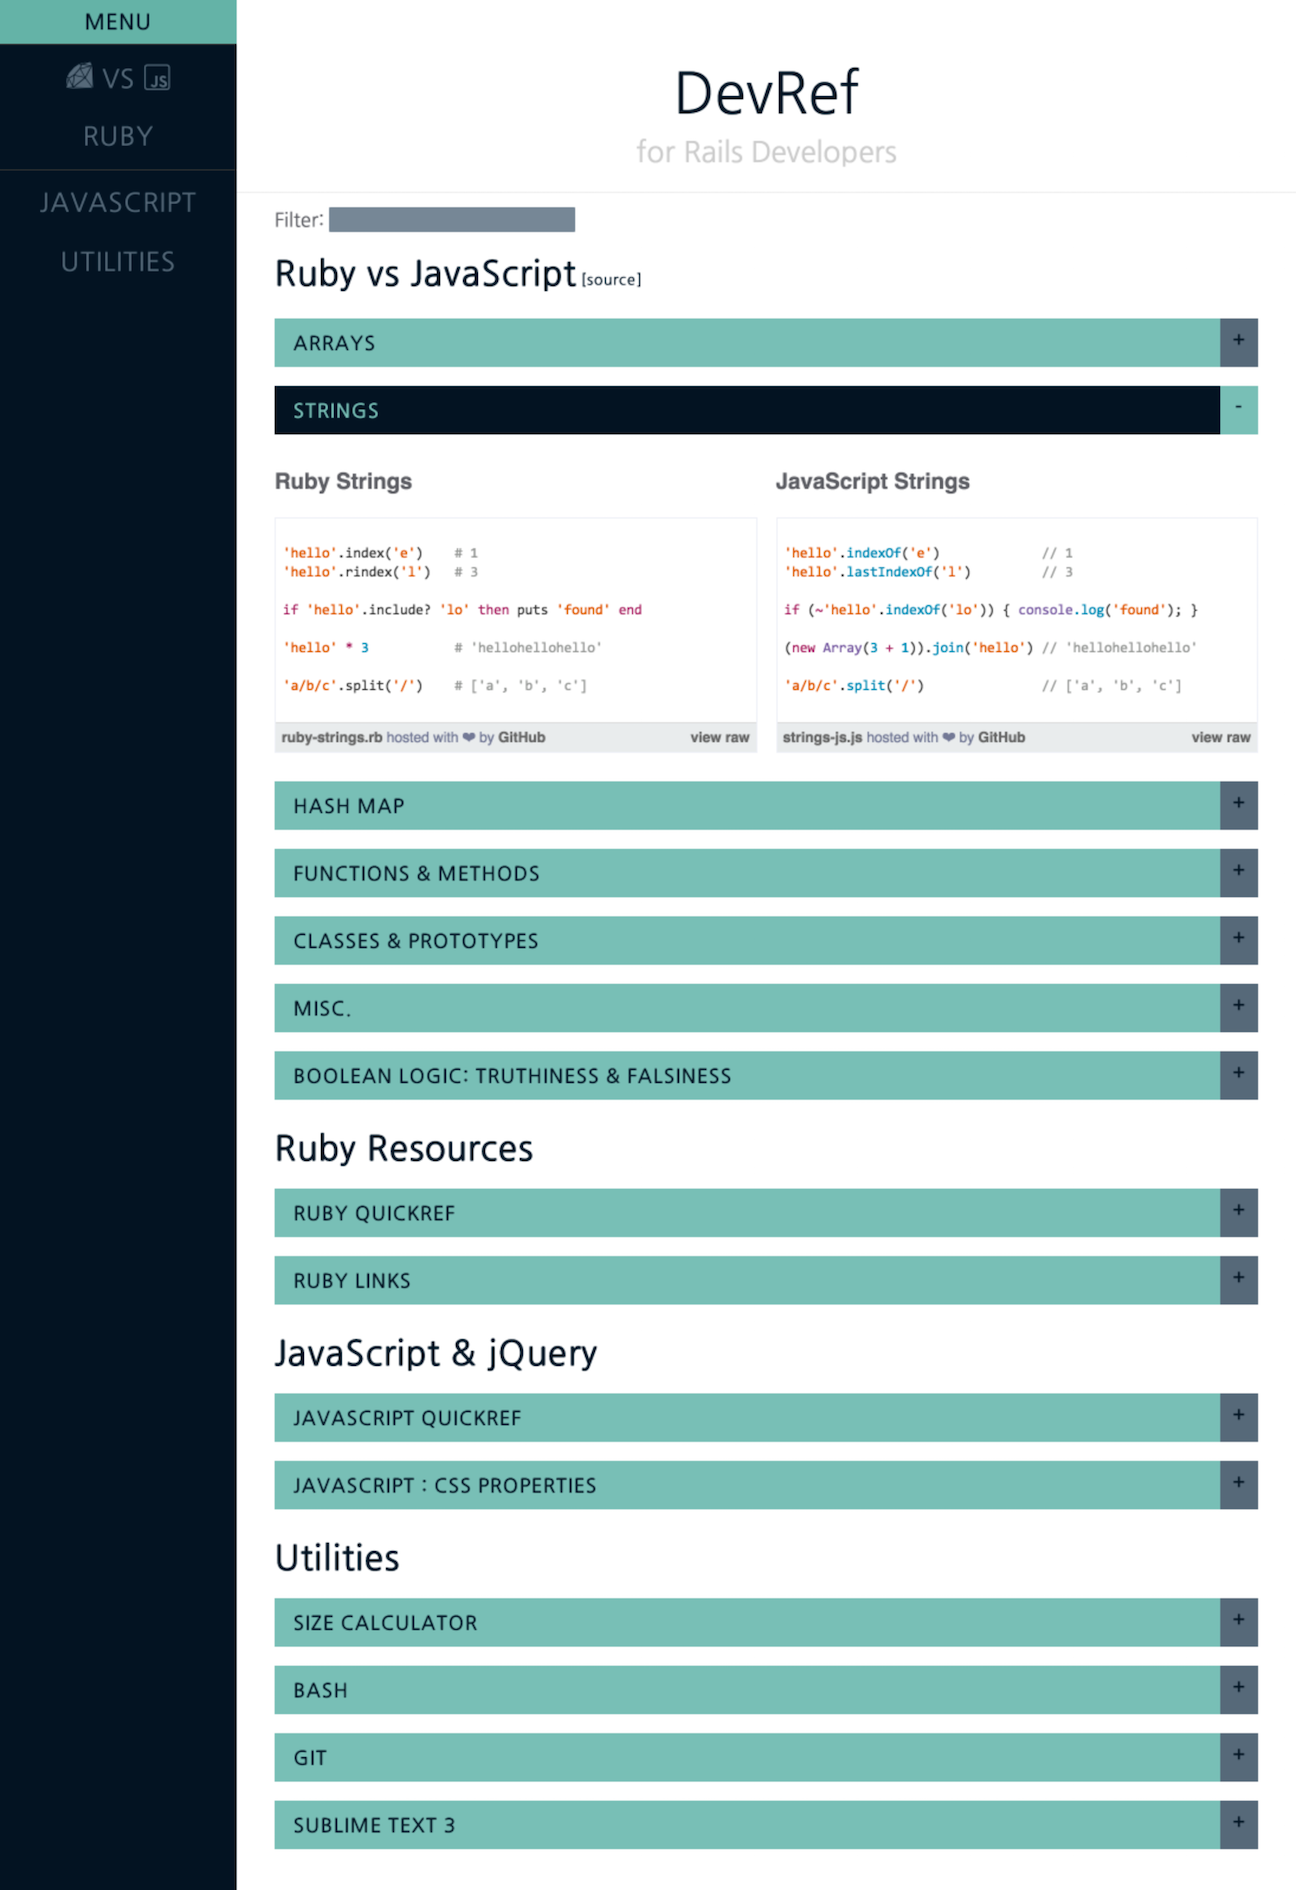 MENU
VS JS
RUBY
JAVASCRIPT
UTILITIES
DevRef
for Rails Developers
Filter:
Ruby vs JavaScript [source]
ARRAYS +
STRINGS -
Ruby Strings
'hello'.index('e') # 1
'hello'.rindex('l') # 3
if 'hello'.include? 'lo' then puts 'found' end
'hello' * 3 # 'hellohellohello'
'a/b/c'.split('/') # ['a', 'b', 'c']
ruby-strings.rb hosted with ❤ by GitHub view raw
JavaScript Strings
'hello'.indexOf('e') // 1
'hello'.lastIndexOf('l') // 3
if (~'hello'.indexOf('lo')) { console.log('found'); }
(new Array(3 + 1)).join('hello') // 'hellohellohello'
'a/b/c'.split('/') // ['a', 'b', 'c']
strings-js.js hosted with ❤ by GitHub view raw
HASH MAP +
FUNCTIONS & METHODS +
CLASSES & PROTOTYPES +
MISC. +
BOOLEAN LOGIC: TRUTHINESS & FALSINESS +
Ruby Resources
RUBY QUICKREF +
RUBY LINKS +
JavaScript & jQuery
JAVASCRIPT QUICKREF +
JAVASCRIPT : CSS PROPERTIES +
Utilities
SIZE CALCULATOR +
BASH +
GIT +
SUBLIME TEXT 3 +